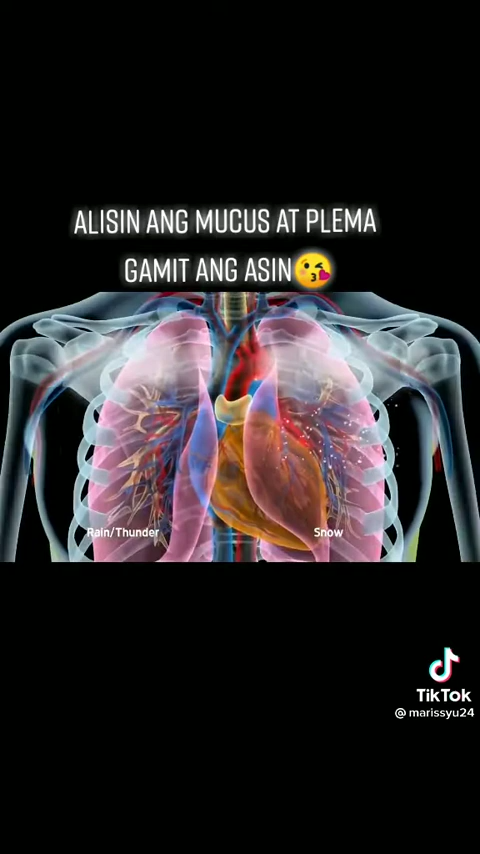 ALISIN ANG MUCUS AT PLEMA
GAMIT ANG ASIN😘
Rain/Thunder
Snow
TikTok
@marissyu24